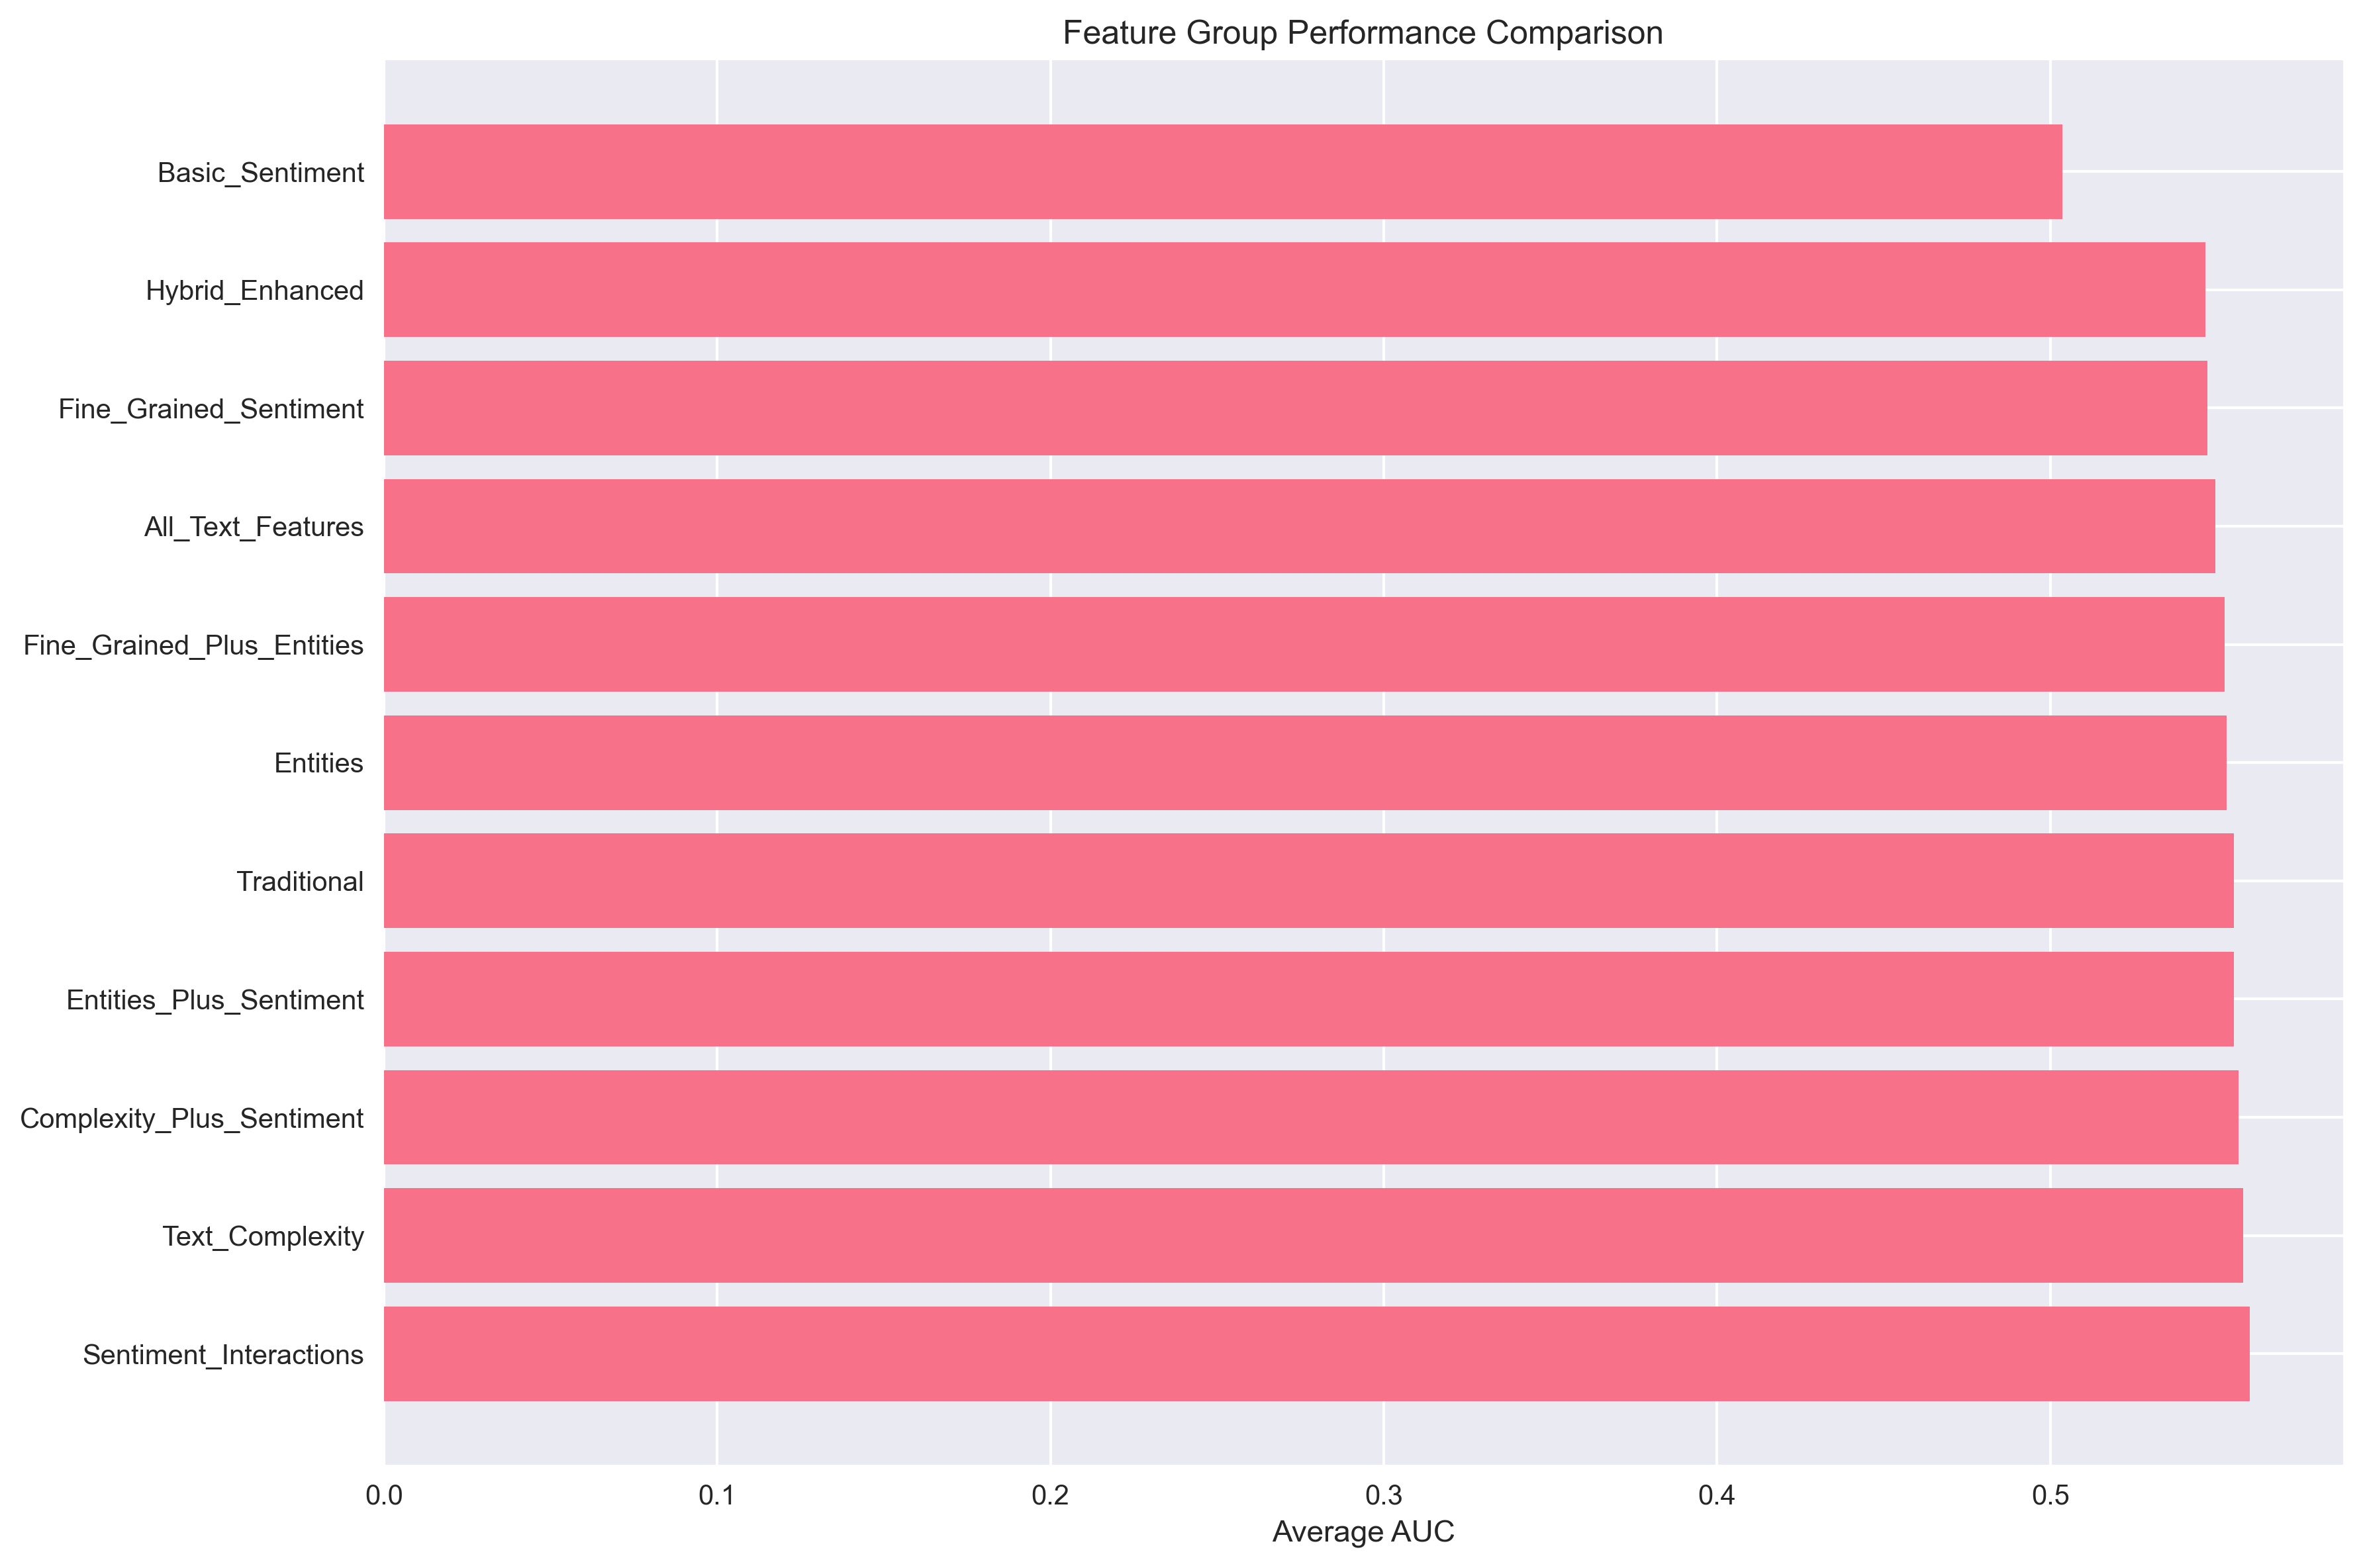 Feature Group Performance Comparison
Basic_Sentiment
Hybrid_Enhanced
Fine_Grained_Sentiment
All_Text_Features
Fine_Grained_Plus_Entities
Entities
Traditional
Entities_Plus_Sentiment
Complexity_Plus_Sentiment
Text_Complexity
Sentiment_Interactions
0.0 0.1 0.2 0.3 0.4 0.5
Average AUC